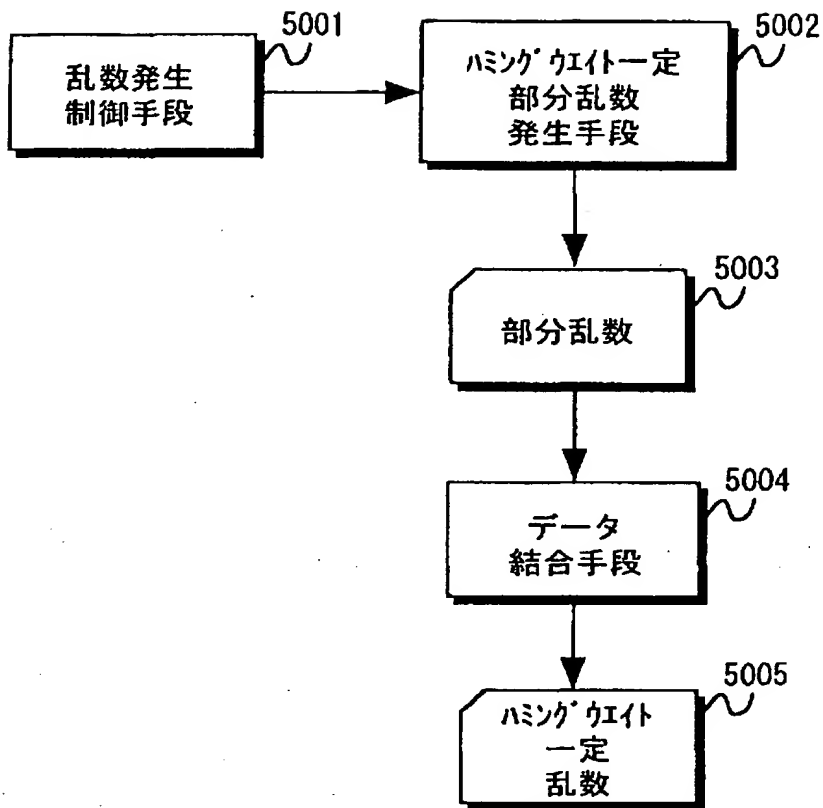 5001
乱数発生
制御手段
5002
ﾊﾐﾝｸﾞｳｴｲﾄ一定
部分乱数
発生手段
5003
部分乱数
5004
データ
結合手段
5005
ﾊﾐﾝｸﾞｳｴｲﾄ
一定
乱数